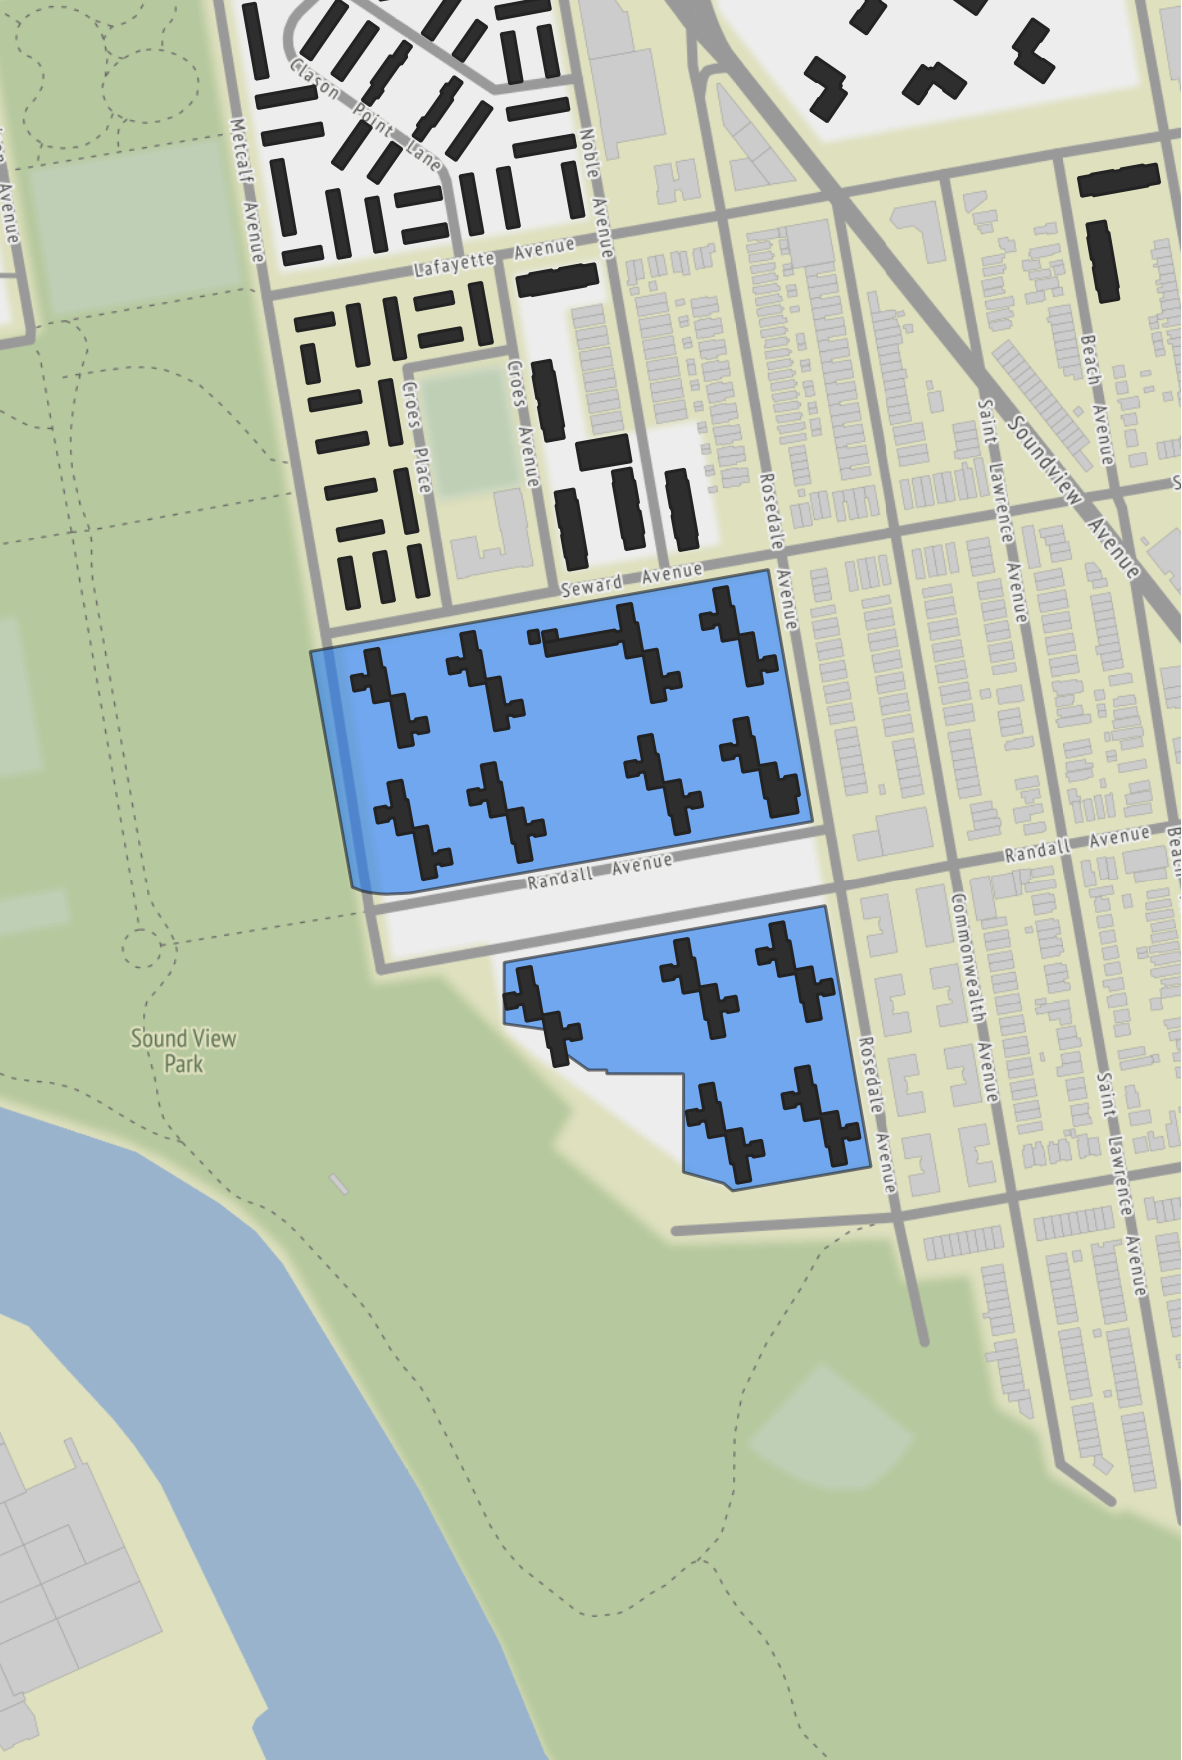 Clason Point Lane
Metcalf Avenue
Noble Avenue
Avenue
Lafayette Avenue
Croes Place
Croes Avenue
Rosedale Avenue
Saint Lawrence Avenue
Beach Avenue
Soundview Avenue
S
Seward Avenue
Randall Avenue
Randall Avenue
Beach
Commonwealth Avenue
Sound View
Park
Rosedale Avenue
Saint Lawrence Avenue